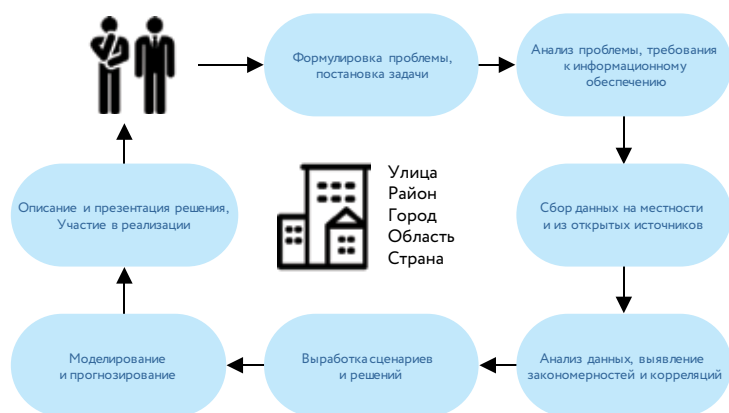 Формулировка проблемы,
постановка задачи
Анализ проблемы, требования
к информационному
обеспечению
Сбор данных на местности
и из открытых источников
Анализ данных, выявление
закономерностей и корреляций
Выработка сценариев
и решений
Моделирование
и прогнозирование
Описание и презентация решения,
Участие в реализации
Улица
Район
Город
Область
Страна